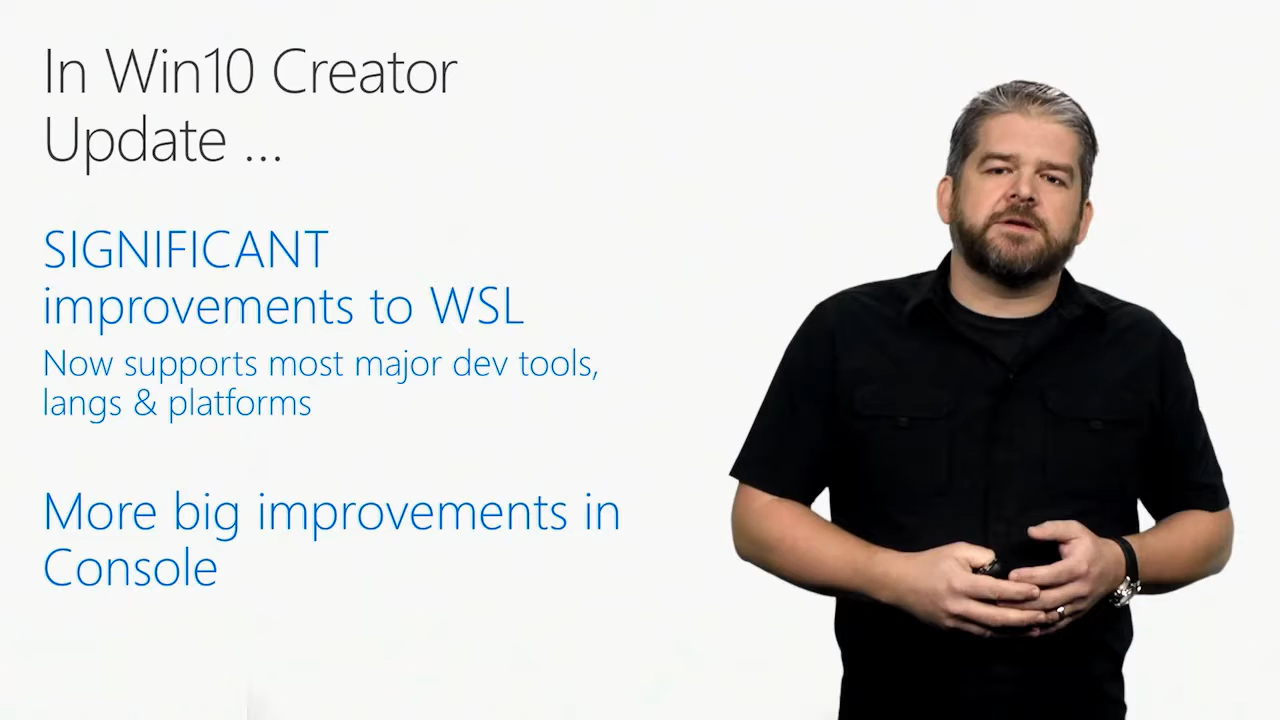 In Win10 Creator
Update ...
SIGNIFICANT
improvements to WSL
Now supports most major dev tools,
langs & platforms
More big improvements in
Console